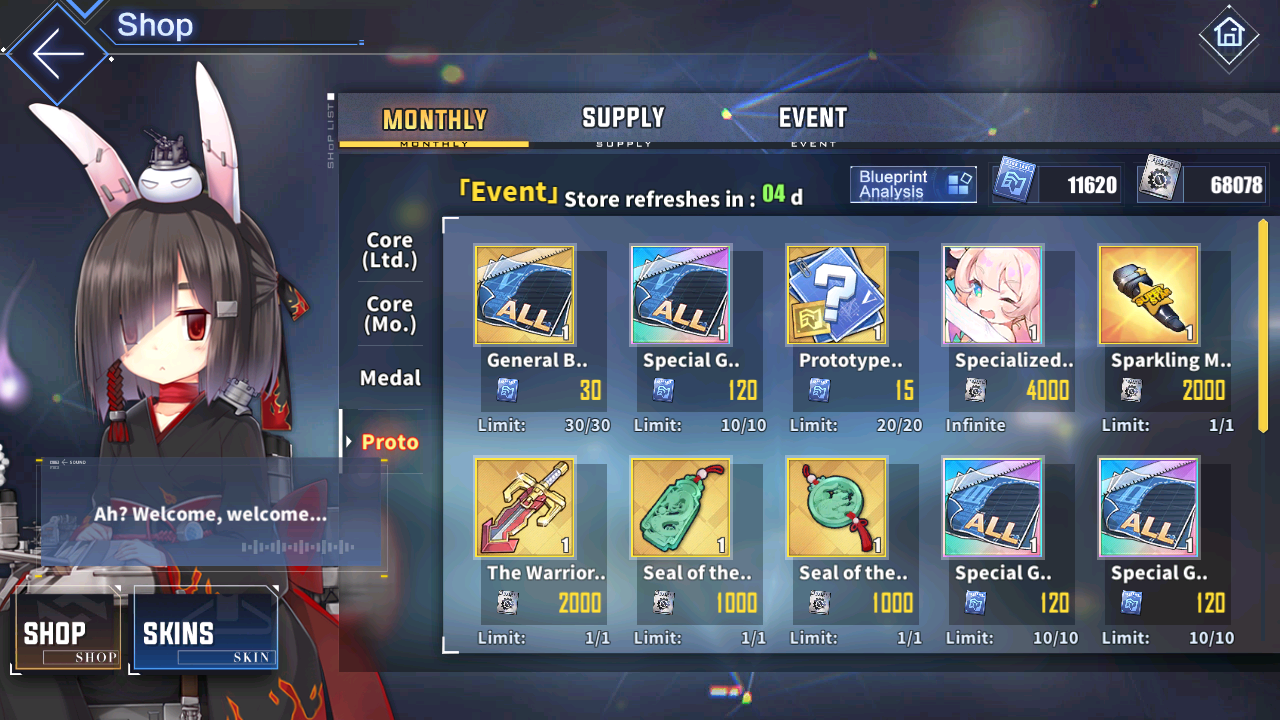 Shop
SHOP LIST
MONTHLY
MONTHLY
SUPPLY
SUPPLY
EVENT
EVENT
「Event」 Store refreshes in : 04 d
Blueprint
Analysis
11620
68078
Core
(Ltd.)
Core
(Mo.)
Medal
Proto
ALL
1
General B..
30
Limit: 30/30
ALL
1
Special G..
120
Limit: 10/10
?
1
Prototype..
15
Limit: 20/20
1
Specialized..
4000
Infinite
1
Sparkling M..
2000
Limit: 1/1
1
The Warrior..
2000
Limit: 1/1
1
Seal of the..
1000
Limit: 1/1
1
Seal of the..
1000
Limit: 1/1
ALL
1
Special G..
120
Limit: 10/10
ALL
1
Special G..
120
Limit: 10/10
Ah? Welcome, welcome...
SHOP
SHOP
SKINS
SKIN